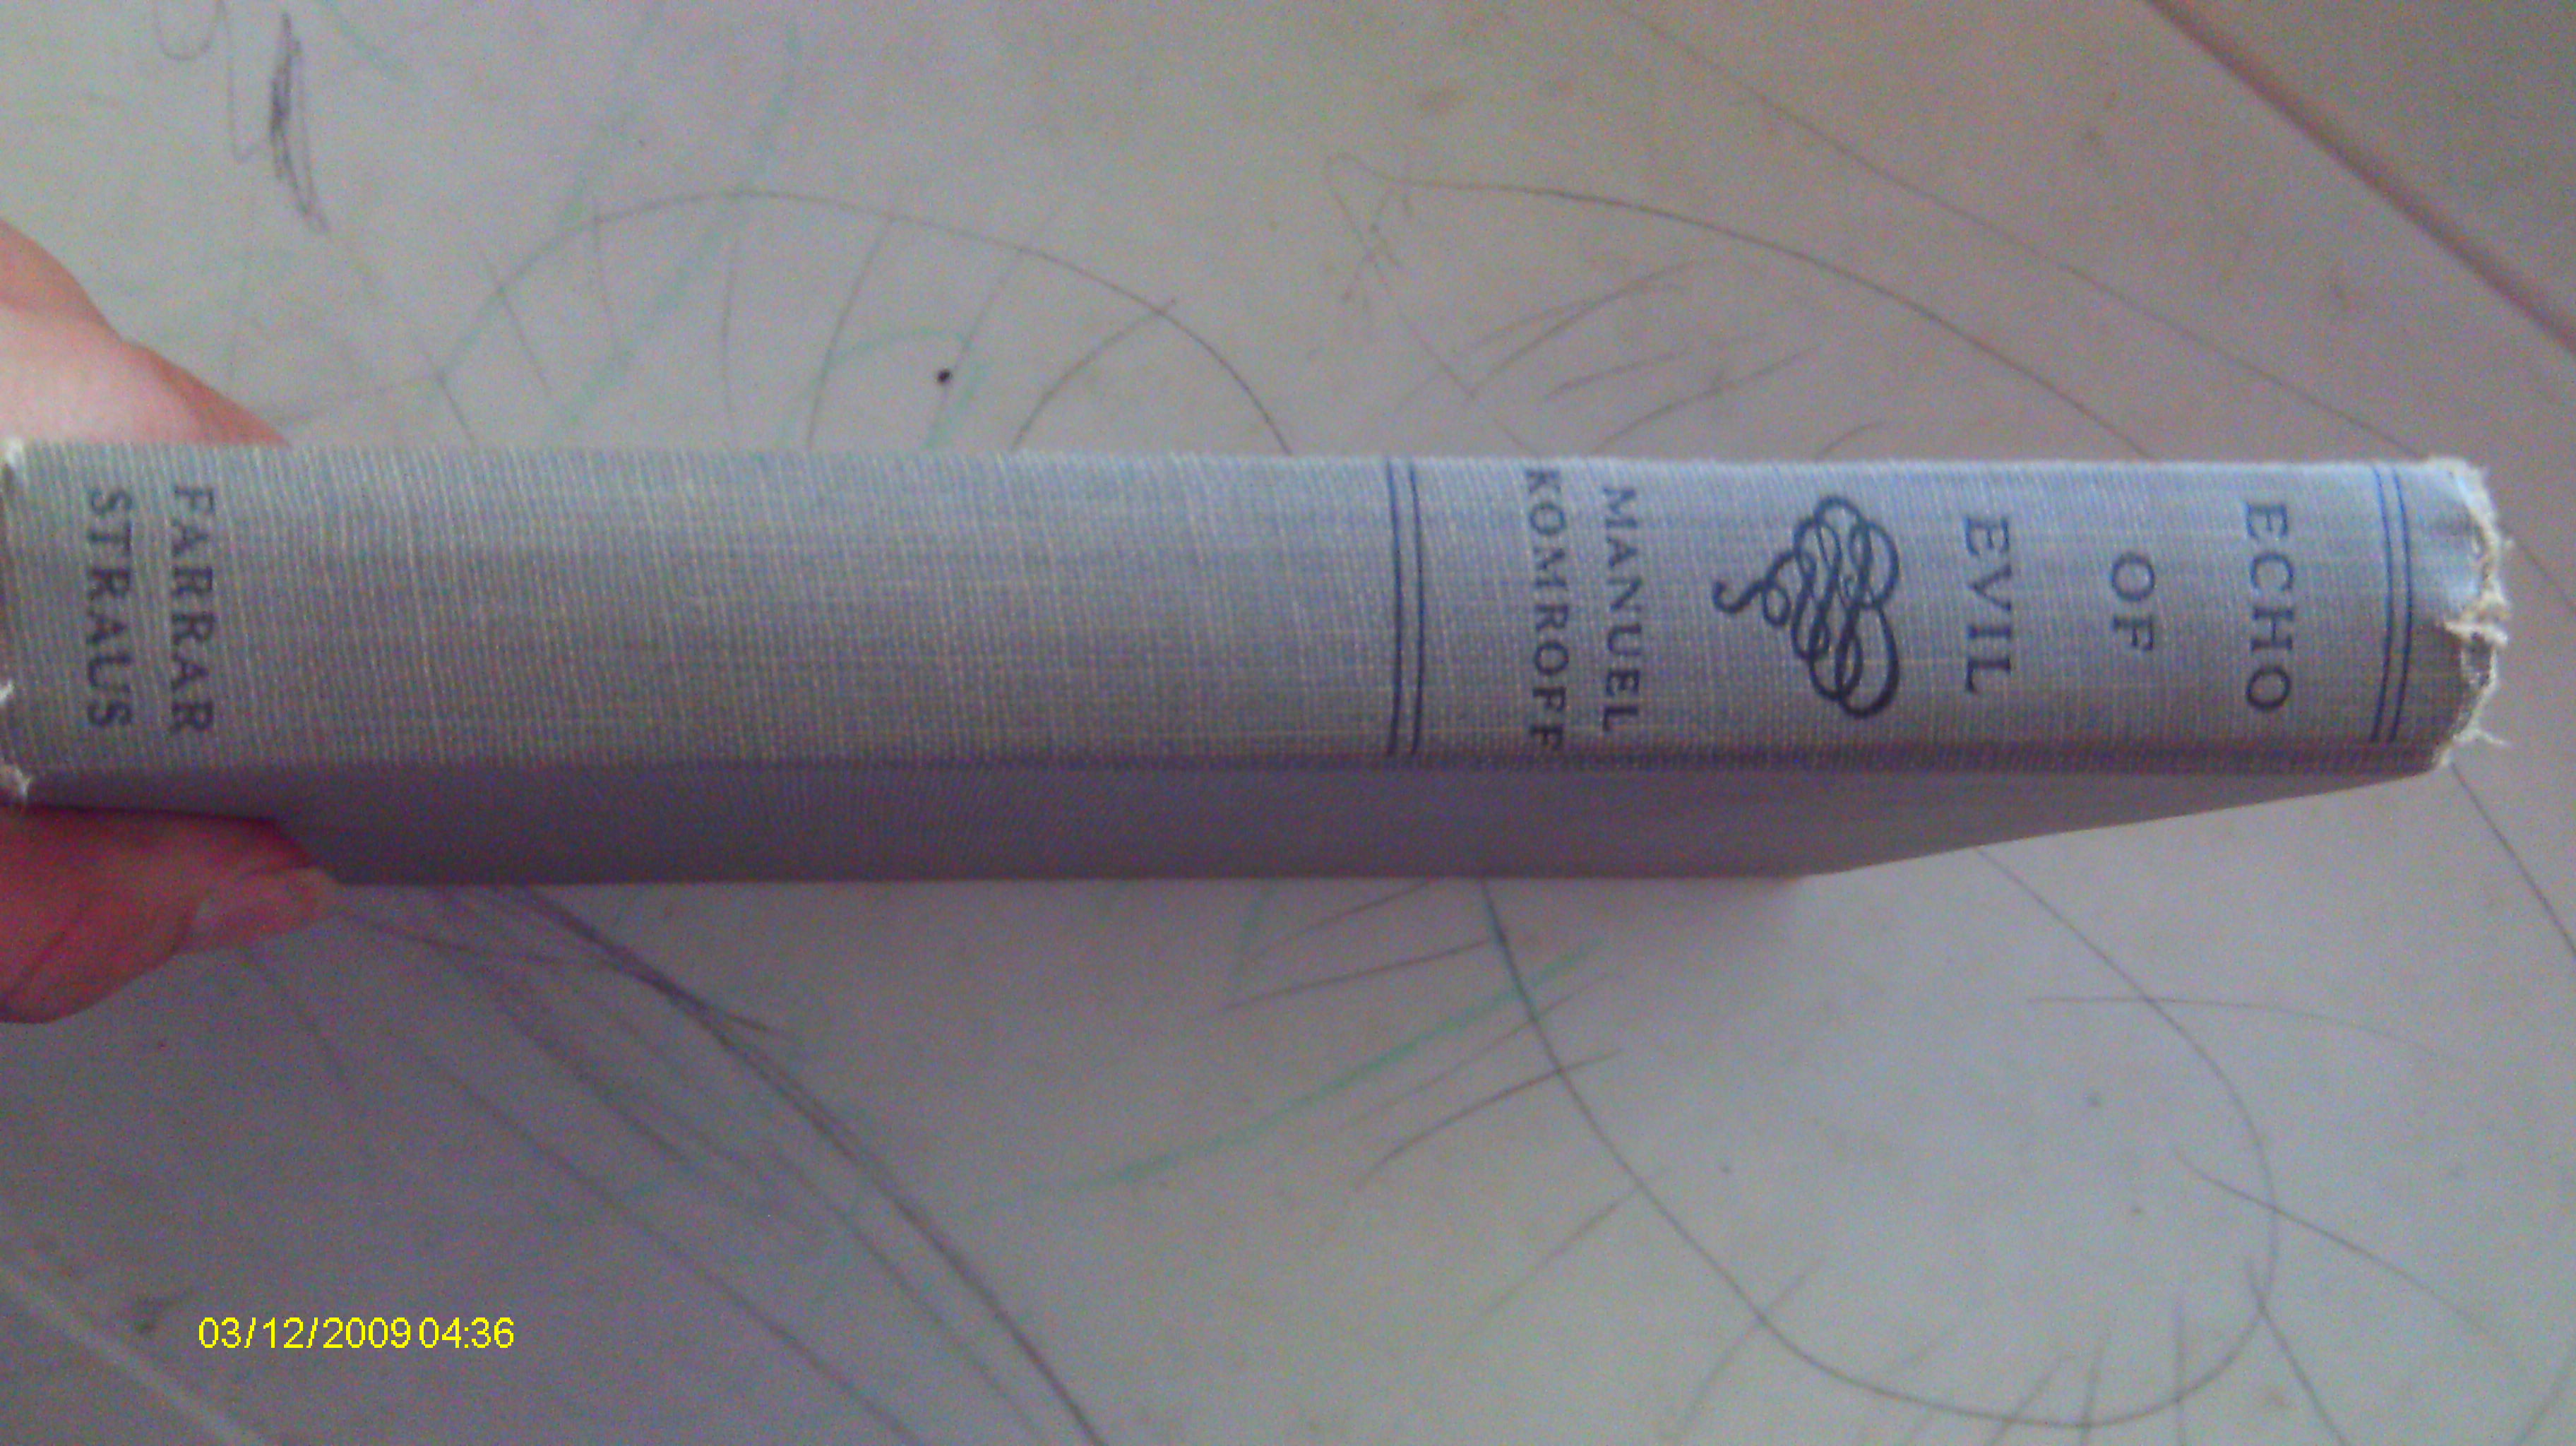 ECHO
OF
EVIL
MANUEL
KOMROFF
FARRAR
STRAUS
03/12/2009 04:36